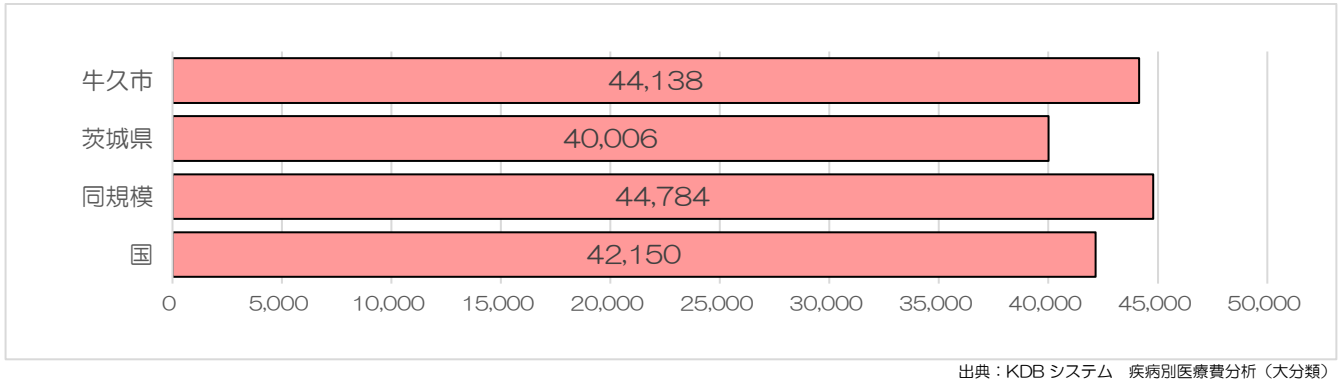 牛久市 44,138
茨城県 40,006
同規模 44,784
国 42,150
0 5,000 10,000 15,000 20,000 25,000 30,000 35,000 40,000 45,000 50,000
出典：KDB システム　疾病別医療費分析（大分類）